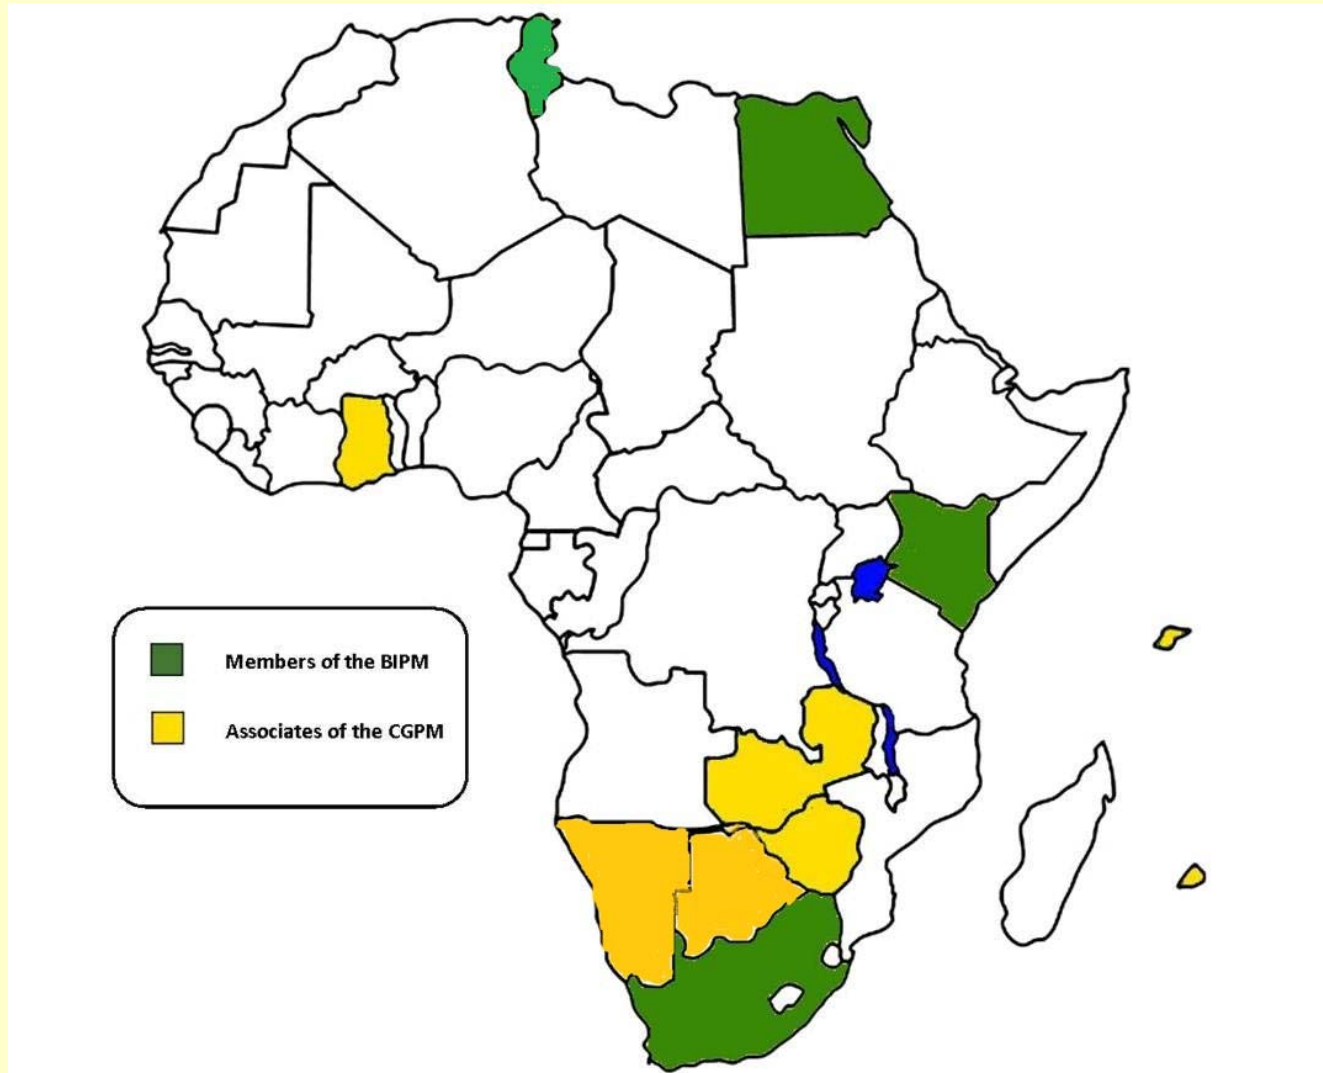 Members of the BIPM
Associates of the CGPM